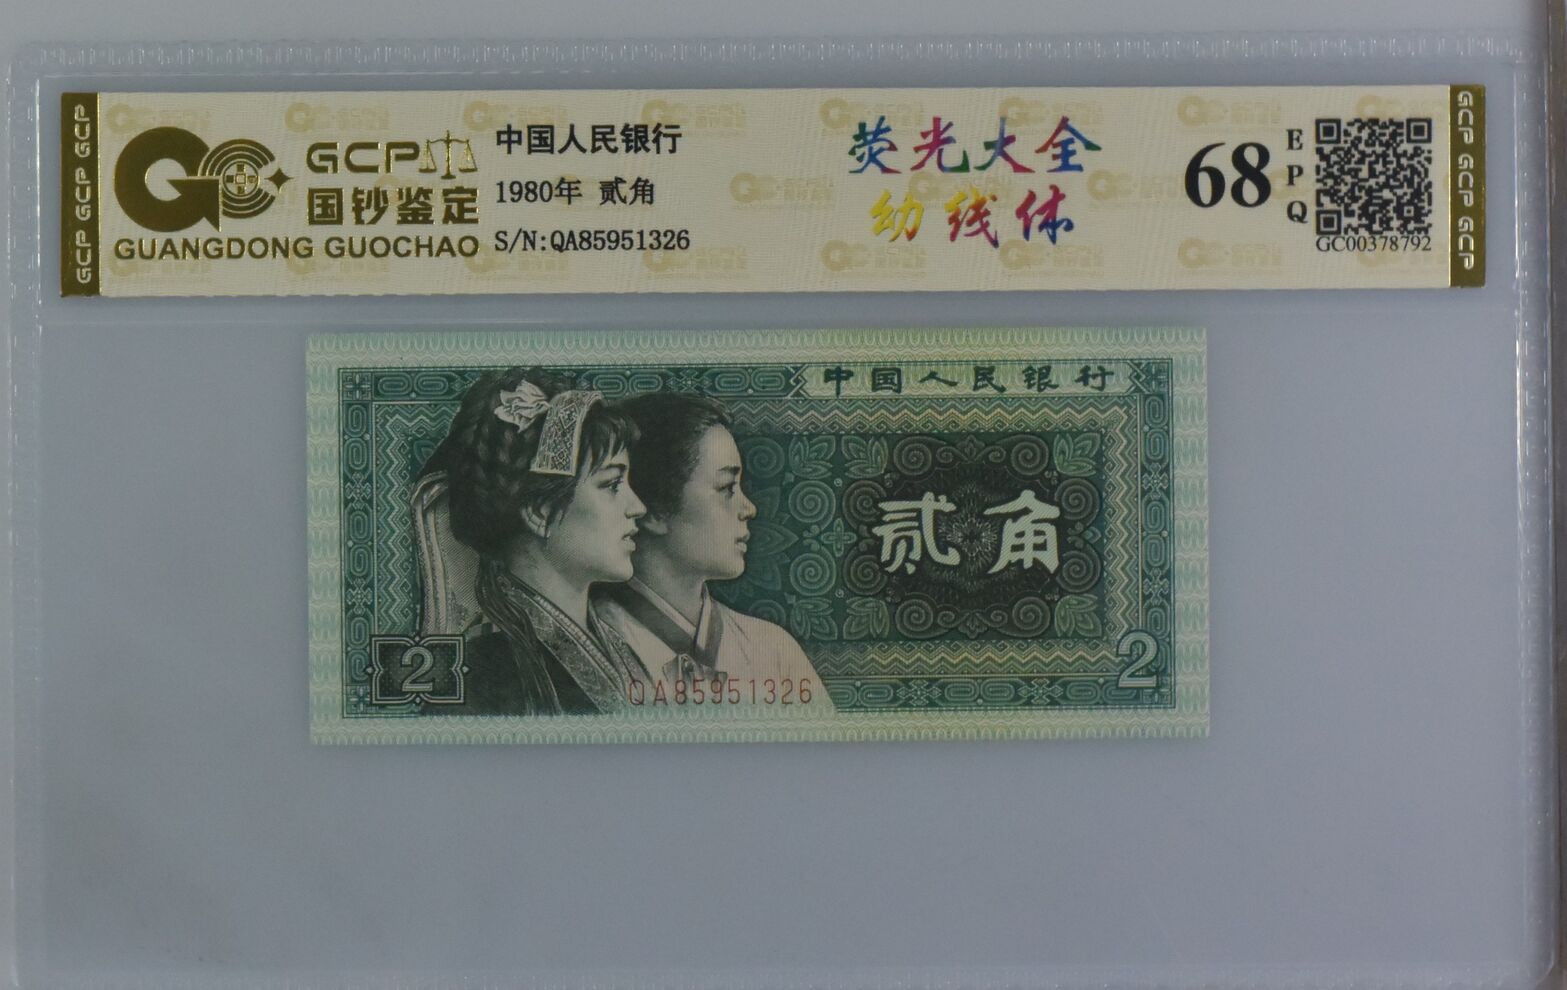 GCP GCP GCP
GCP
国钞鉴定
GUANGDONG GUOCHAO
中国人民银行
1980年 贰角
S/N:QA85951326
荧光大全
幼线体
68
EPQ
GC00378792
GCP GCP GCP
中国人民银行
贰角
2
2
QA85951326